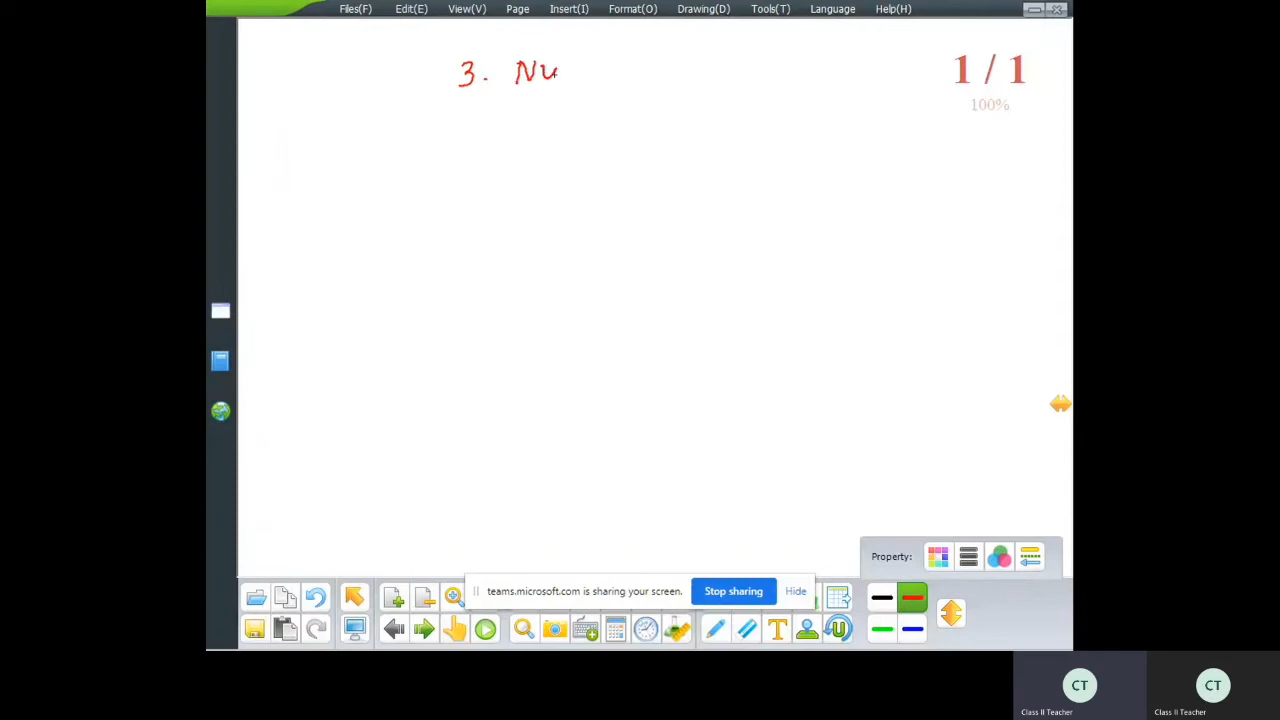 Files(F) Edit(E) View(V) Page Insert(I) Format(O) Drawing(D) Tools(T) Language Help(H)
3. Nu
1 / 1
100%
Property:
teams.microsoft.com is sharing your screen. Stop sharing Hide
CT CT
Class II Teacher Class II Teacher